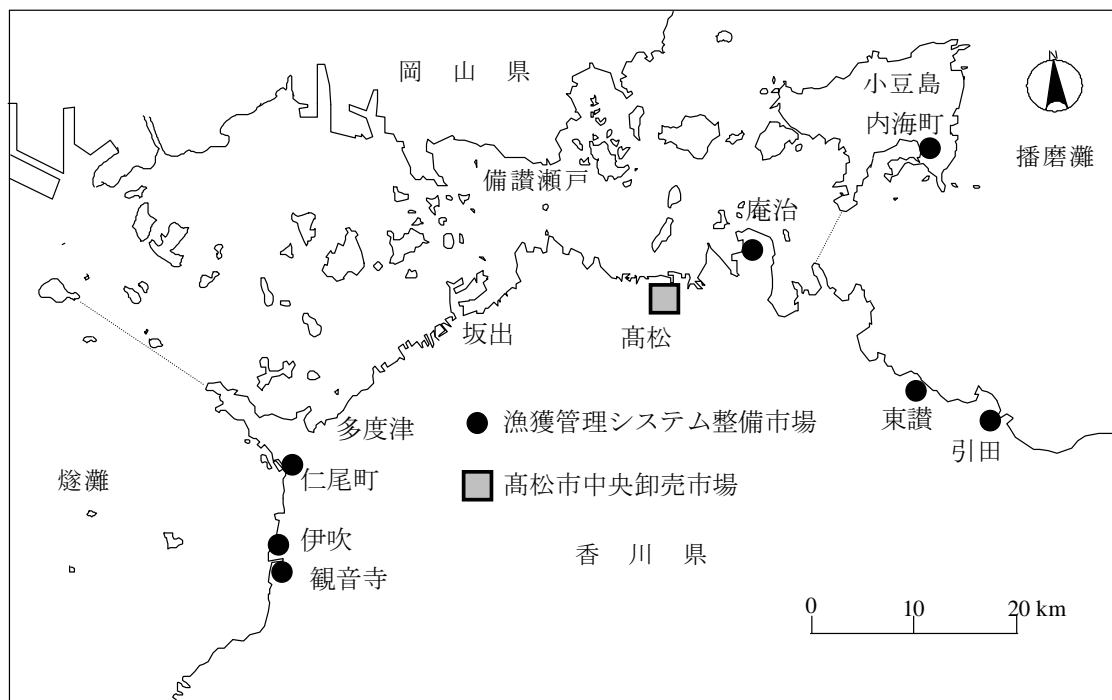 岡 山 県
N
小豆島
内海町
播磨灘
備讃瀬戸
庵治
坂出
髙松
東讃
引田
多度津
● 漁獲管理システム整備市場
仁尾町
燧灘
髙松市中央卸売市場
伊吹
香 川 県
観音寺
0 10 20 km